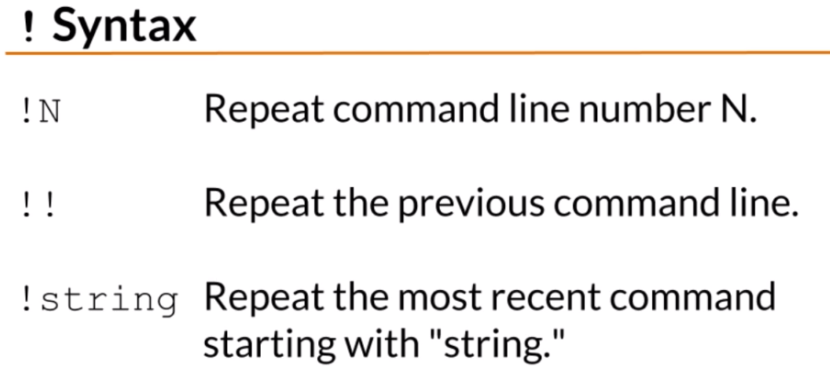 ! Syntax
!N Repeat command line number N.
!! Repeat the previous command line.
!string Repeat the most recent command
starting with "string."